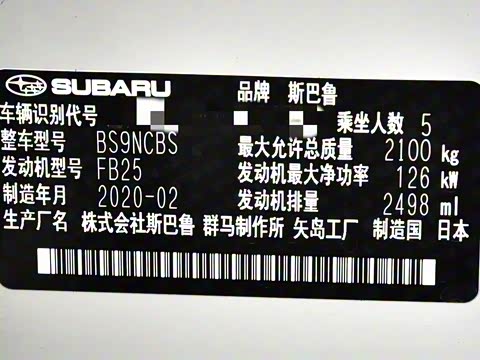 SUBARU 品牌 斯巴鲁
车辆识别代号 乘坐人数 5
整车型号 BS9NCBS 最大允许总质量 2100 kg
发动机型号 FB25 发动机最大净功率 126 kW
制造年月 2020-02 发动机排量 2498 ml
生产厂名 株式会社斯巴鲁 群马制作所 矢岛工厂 制造国 日本